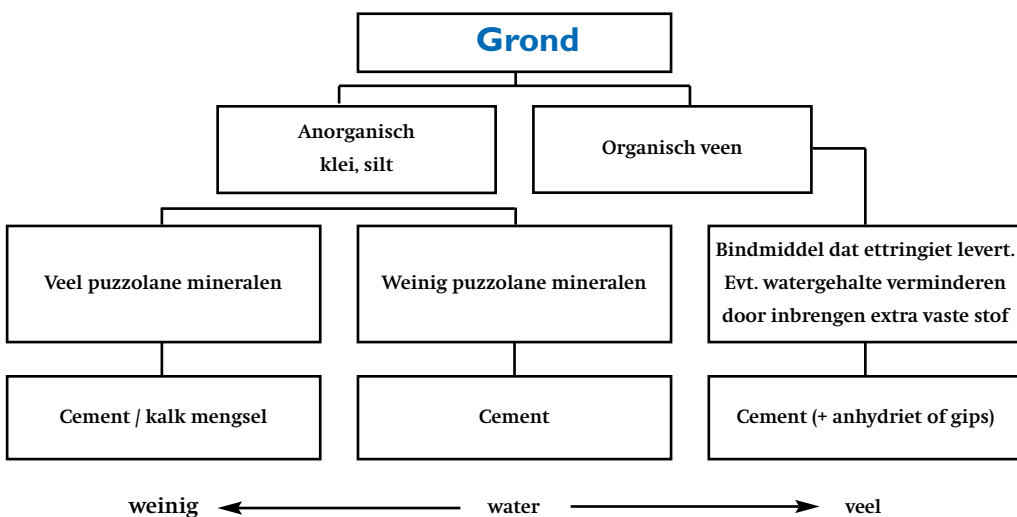 Grond
Anorganisch
klei, silt
Organisch veen
Veel puzzolane mineralen
Weinig puzzolane mineralen
Bindmiddel dat ettringiet levert.
Evt. watergehalte verminderen
door inbrengen extra vaste stof
Cement / kalk mengsel
Cement
Cement (+ anhydriet of gips)
weinig water veel